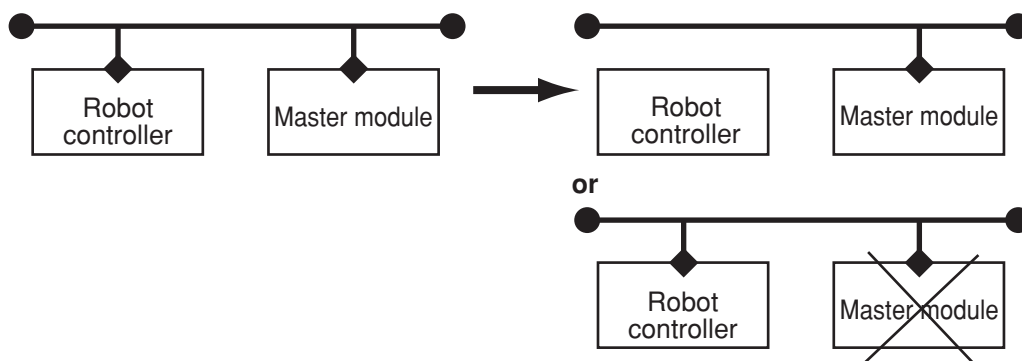 Robot
controller
Master module
Robot
controller
Master module
or
Robot
controller
Master module